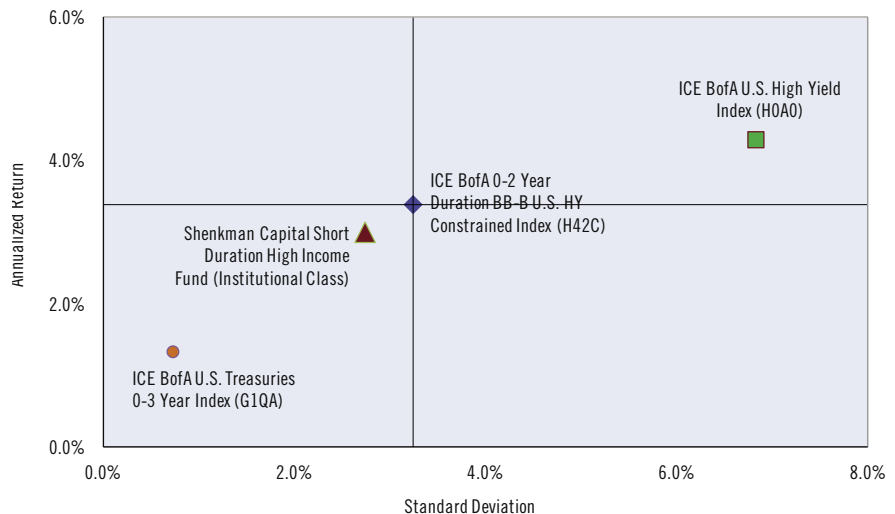 6.0%
ICE BofA U.S. High Yield
Index (H0A0)
4.0%
ICE BofA 0-2 Year
Duration BB-B U.S. HY
Constrained Index (H42C)
Annualized Return
Shenkman Capital Short
Duration High Income
Fund (Institutional Class)
2.0%
ICE BofA U.S. Treasuries
0-3 Year Index (G1QA)
0.0%
0.0% 2.0% 4.0% 6.0% 8.0%
Standard Deviation